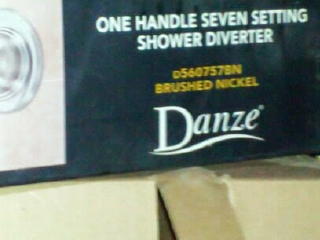 ONE HANDLE SEVEN SETTING
SHOWER DIVERTER
D560757BN
BRUSHED NICKEL
Danze®